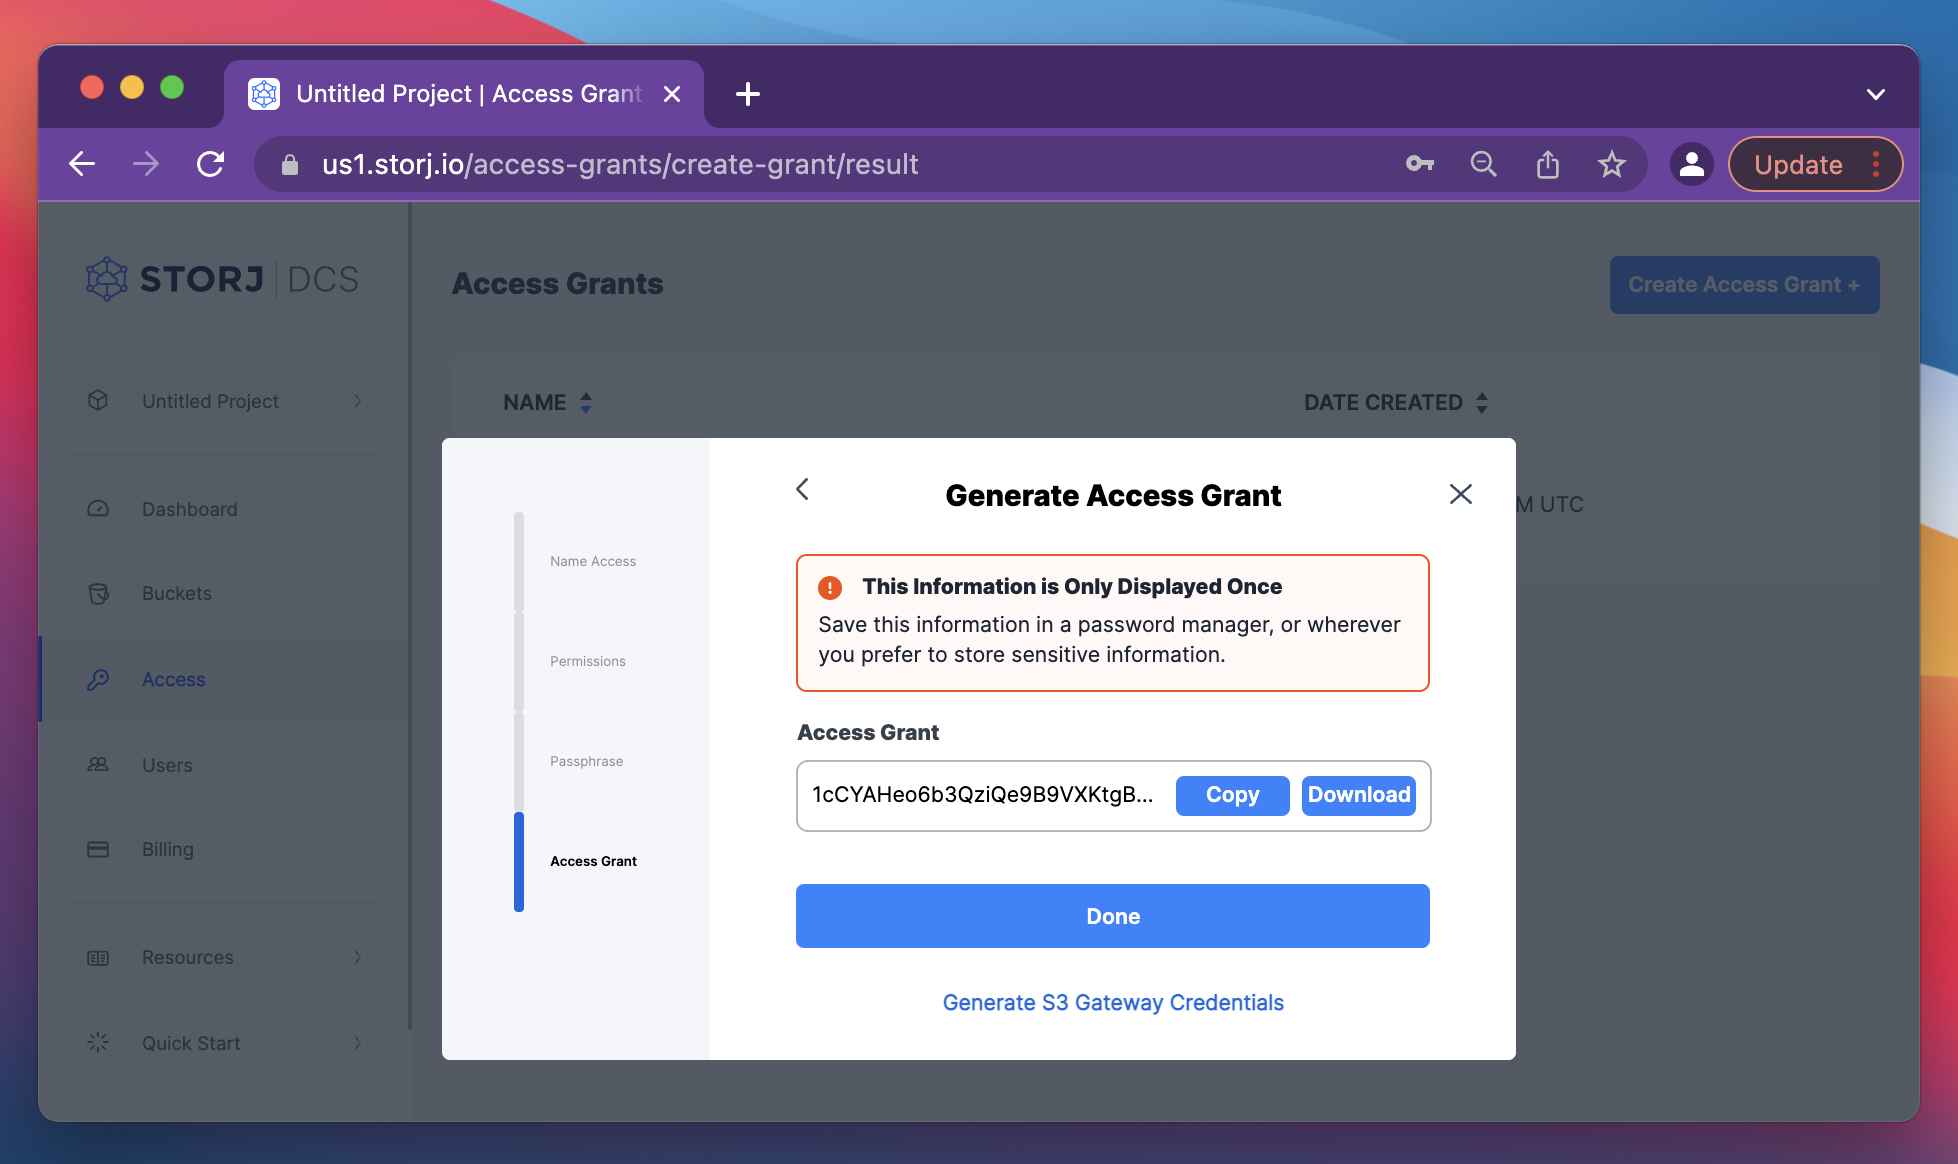 Untitled Project | Access Grant
us1.storj.io/access-grants/create-grant/result
Update
STORJ | DCS
Untitled Project
Dashboard
Buckets
Access
Users
Billing
Resources
Quick Start
Access Grants
Create Access Grant +
NAME
DATE CREATED
M UTC
Name Access
Permissions
Passphrase
Access Grant
Generate Access Grant
This Information is Only Displayed Once
Save this information in a password manager, or wherever
you prefer to store sensitive information.
Access Grant
1cCYAHeo6b3QziQe9B9VXKtgB...
Copy
Download
Done
Generate S3 Gateway Credentials